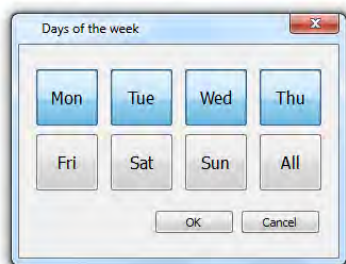 Days of the week
Mon Tue Wed Thu
Fri Sat Sun All
OK Cancel